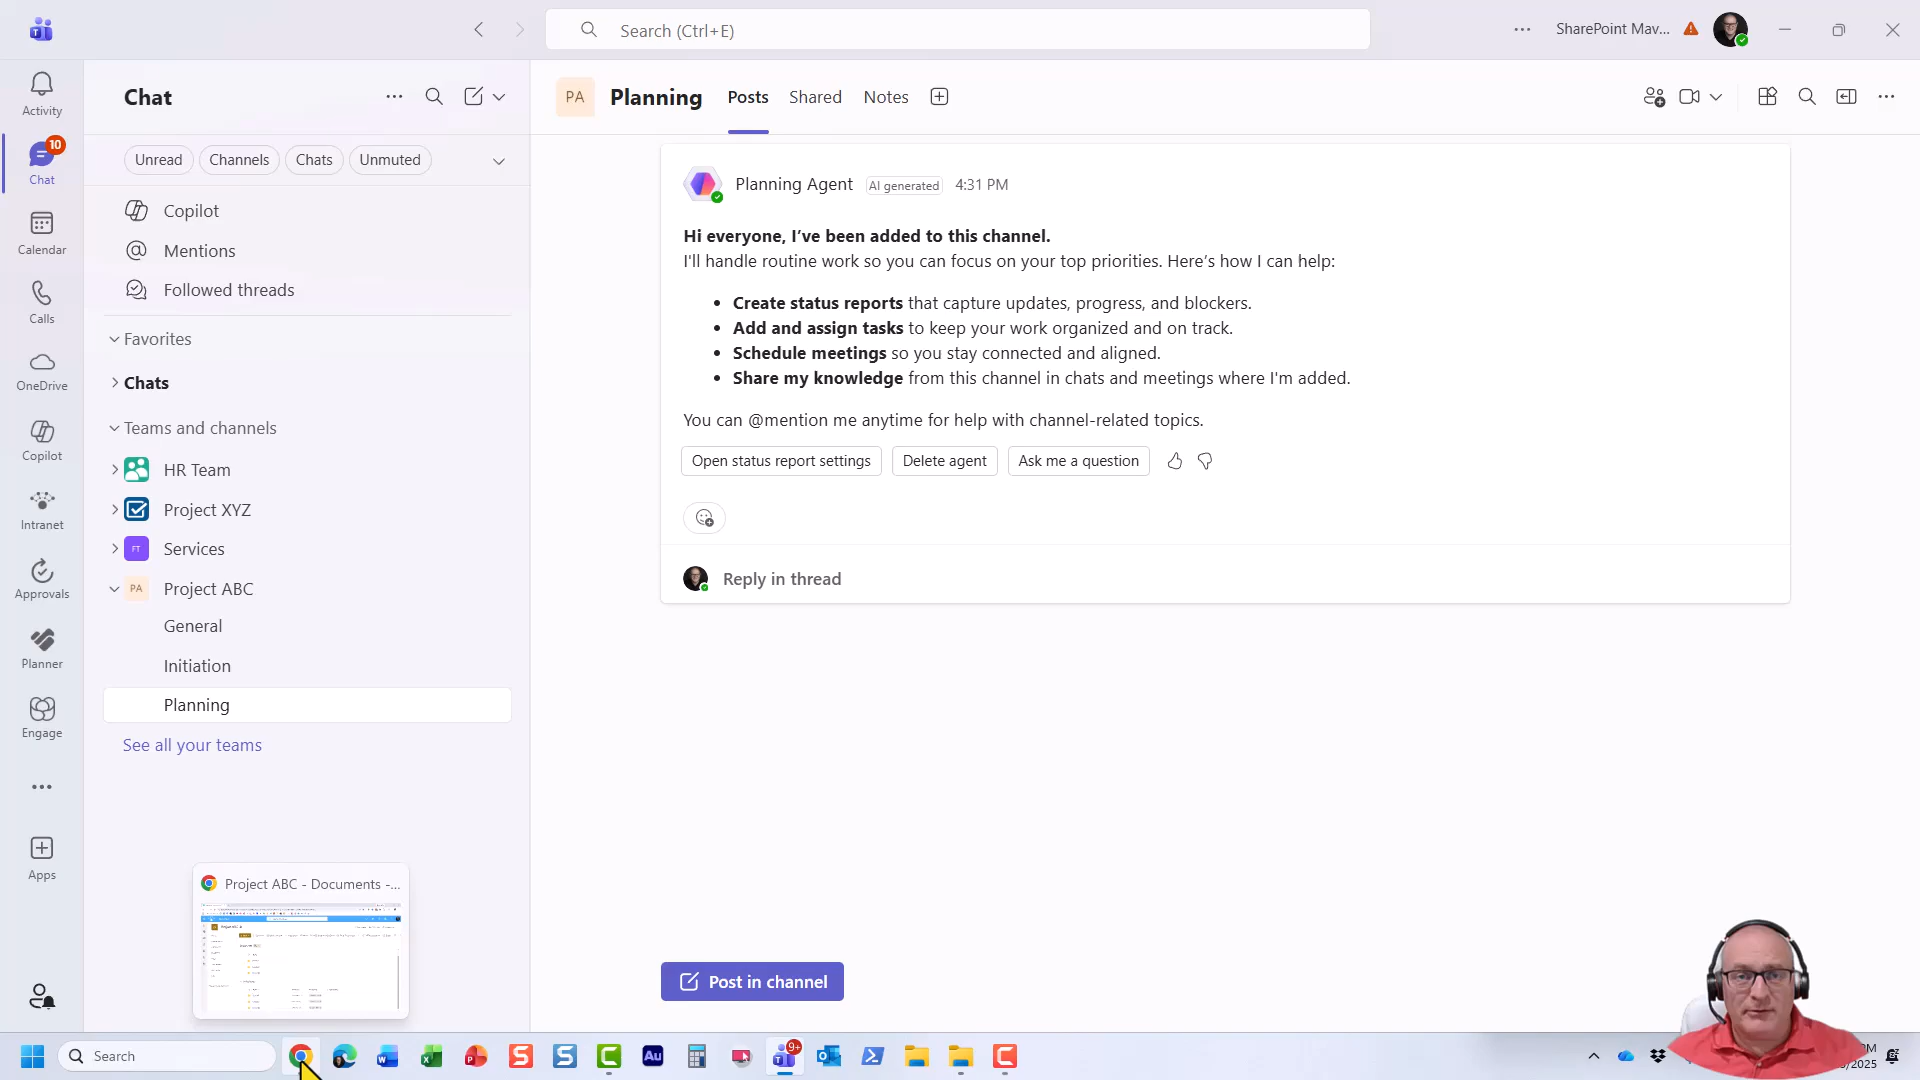 Search (Ctrl+E)
SharePoint Mav...
Activity
10
Chat
Calendar
Calls
OneDrive
Copilot
Intranet
Approvals
Planner
Engage
Apps
Chat
Unread
Channels
Chats
Unmuted
Copilot
Mentions
Followed threads
Favorites
Chats
Teams and channels
HR Team
Project XYZ
FT
Services
PA
Project ABC
General
Initiation
Planning
See all your teams
Project ABC - Documents -...
PA
Planning
Posts
Shared
Notes
Planning Agent
AI generated
4:31 PM
Hi everyone, I’ve been added to this channel.
I'll handle routine work so you can focus on your top priorities. Here’s how I can help:
• Create status reports that capture updates, progress, and blockers.
• Add and assign tasks to keep your work organized and on track.
• Schedule meetings so you stay connected and aligned.
• Share my knowledge from this channel in chats and meetings where I'm added.
You can @mention me anytime for help with channel-related topics.
Open status report settings
Delete agent
Ask me a question
Reply in thread
Post in channel
Search
Au
9+